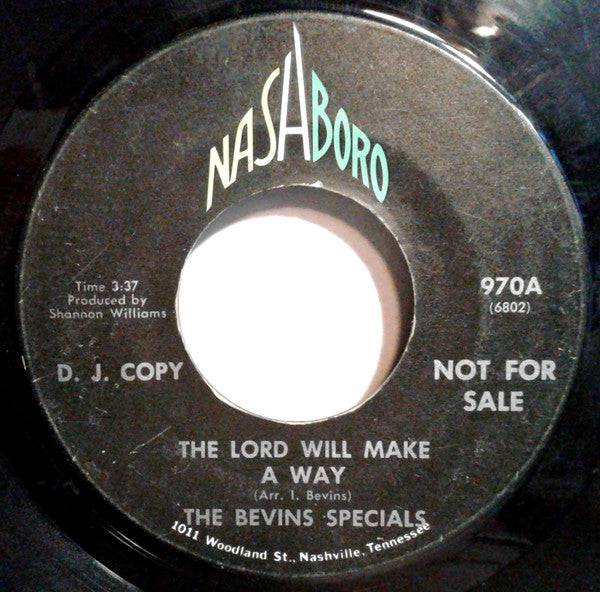 NASHBORO
Time 3:37
Produced by
Shannon Williams
D. J. COPY
970A
(6802)
NOT FOR
SALE
THE LORD WILL MAKE
A WAY
(Arr. I. Bevins)
THE BEVINS SPECIALS
1011 Woodland St., Nashville, Tennessee